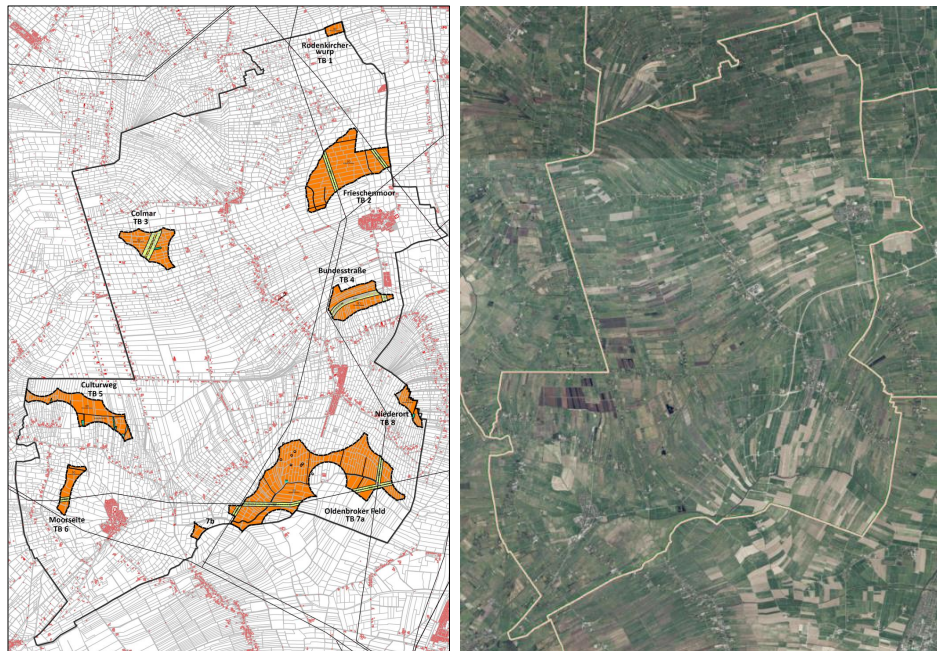 Rodenkircher-
wurp
TB 1
Frieschenmoor
TB 2
Colmar
TB 3
Bundesstraße
TB 4
Culturweg
TB 5
Niederort
TB 8
Moorseite
TB 6
7b
Oldenbroker Feld
TB 7a